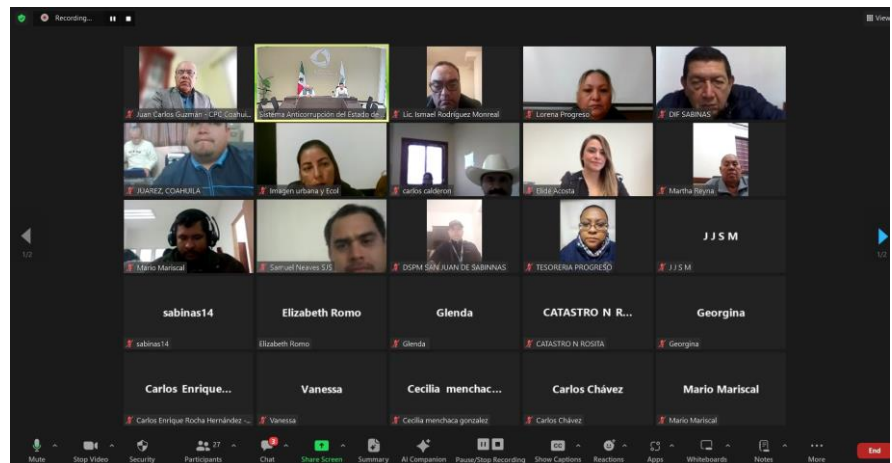 Recording...
View
Juan Carlos Guzmán - CPC Coahui...
Sistema Anticorrupción del Estado de ...
Lic. Ismael Rodríguez Monreal
Lorena Progreso
DIF SABINAS
JUAREZ, COAHUILA
Imagen urbana y Ecol
carlos calderon
Elide Acosta
Martha Reyna
Mario Mariscal
Samuel Neaves SJS
DSPM SAN JUAN DE SABINNAS
TESORERIA PROGRESO
J J S M
J J S M
1/2
1/2
sabinas14
Elizabeth Romo
Glenda
CATASTRO N R...
Georgina
sabinas14
Elizabeth Romo
Glenda
CATASTRO N ROSITA
Georgina
Carlos Enrique...
Vanessa
Cecilia menchac...
Carlos Chávez
Mario Mariscal
Carlos Enrique Rocha Hernández -...
Vanessa
Cecilia menchaca gonzalez
Carlos Chávez
Mario Mariscal
27
3
Mute
Stop Video
Security
Participants
Chat
Share Screen
Summary
AI Companion
Pause/Stop Recording
CC
Show Captions
Reactions
Apps
Whiteboards
Notes
More
End